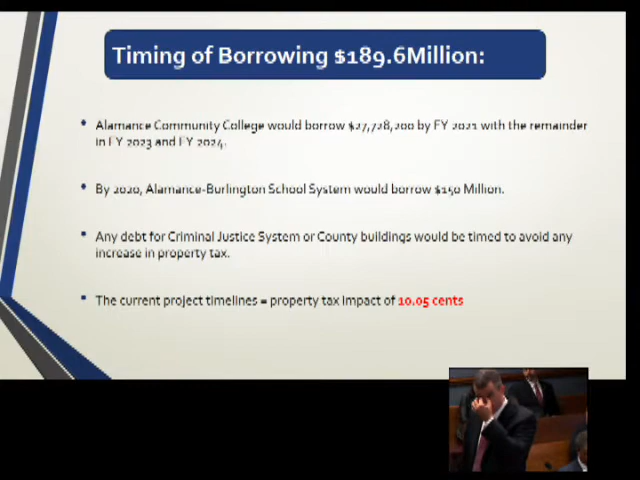 Timing of Borrowing $189.6Million:
Alamance Community College would borrow $27,728,200 by FY 2021 with the remainder
in FY 2023 and FY 2024.
By 2020, Alamance-Burlington School System would borrow $150 Million.
Any debt for Criminal Justice System or County buildings would be timed to avoid any
increase in property tax.
The current project timelines = property tax impact of 10.05 cents